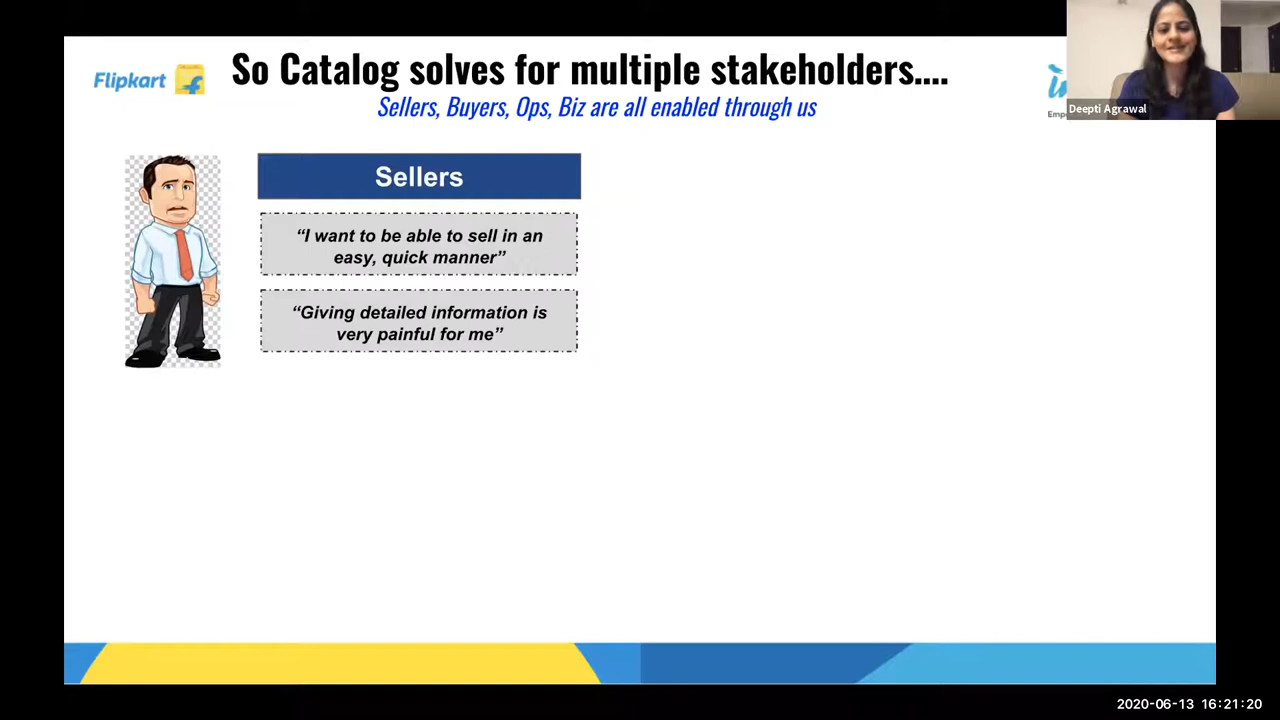 Flipkart
So Catalog solves for multiple stakeholders....
Sellers, Buyers, Ops, Biz are all enabled through us
Deepti Agrawal
Sellers
“I want to be able to sell in an
easy, quick manner”
“Giving detailed information is
very painful for me”
2020-06-13 16:21:20